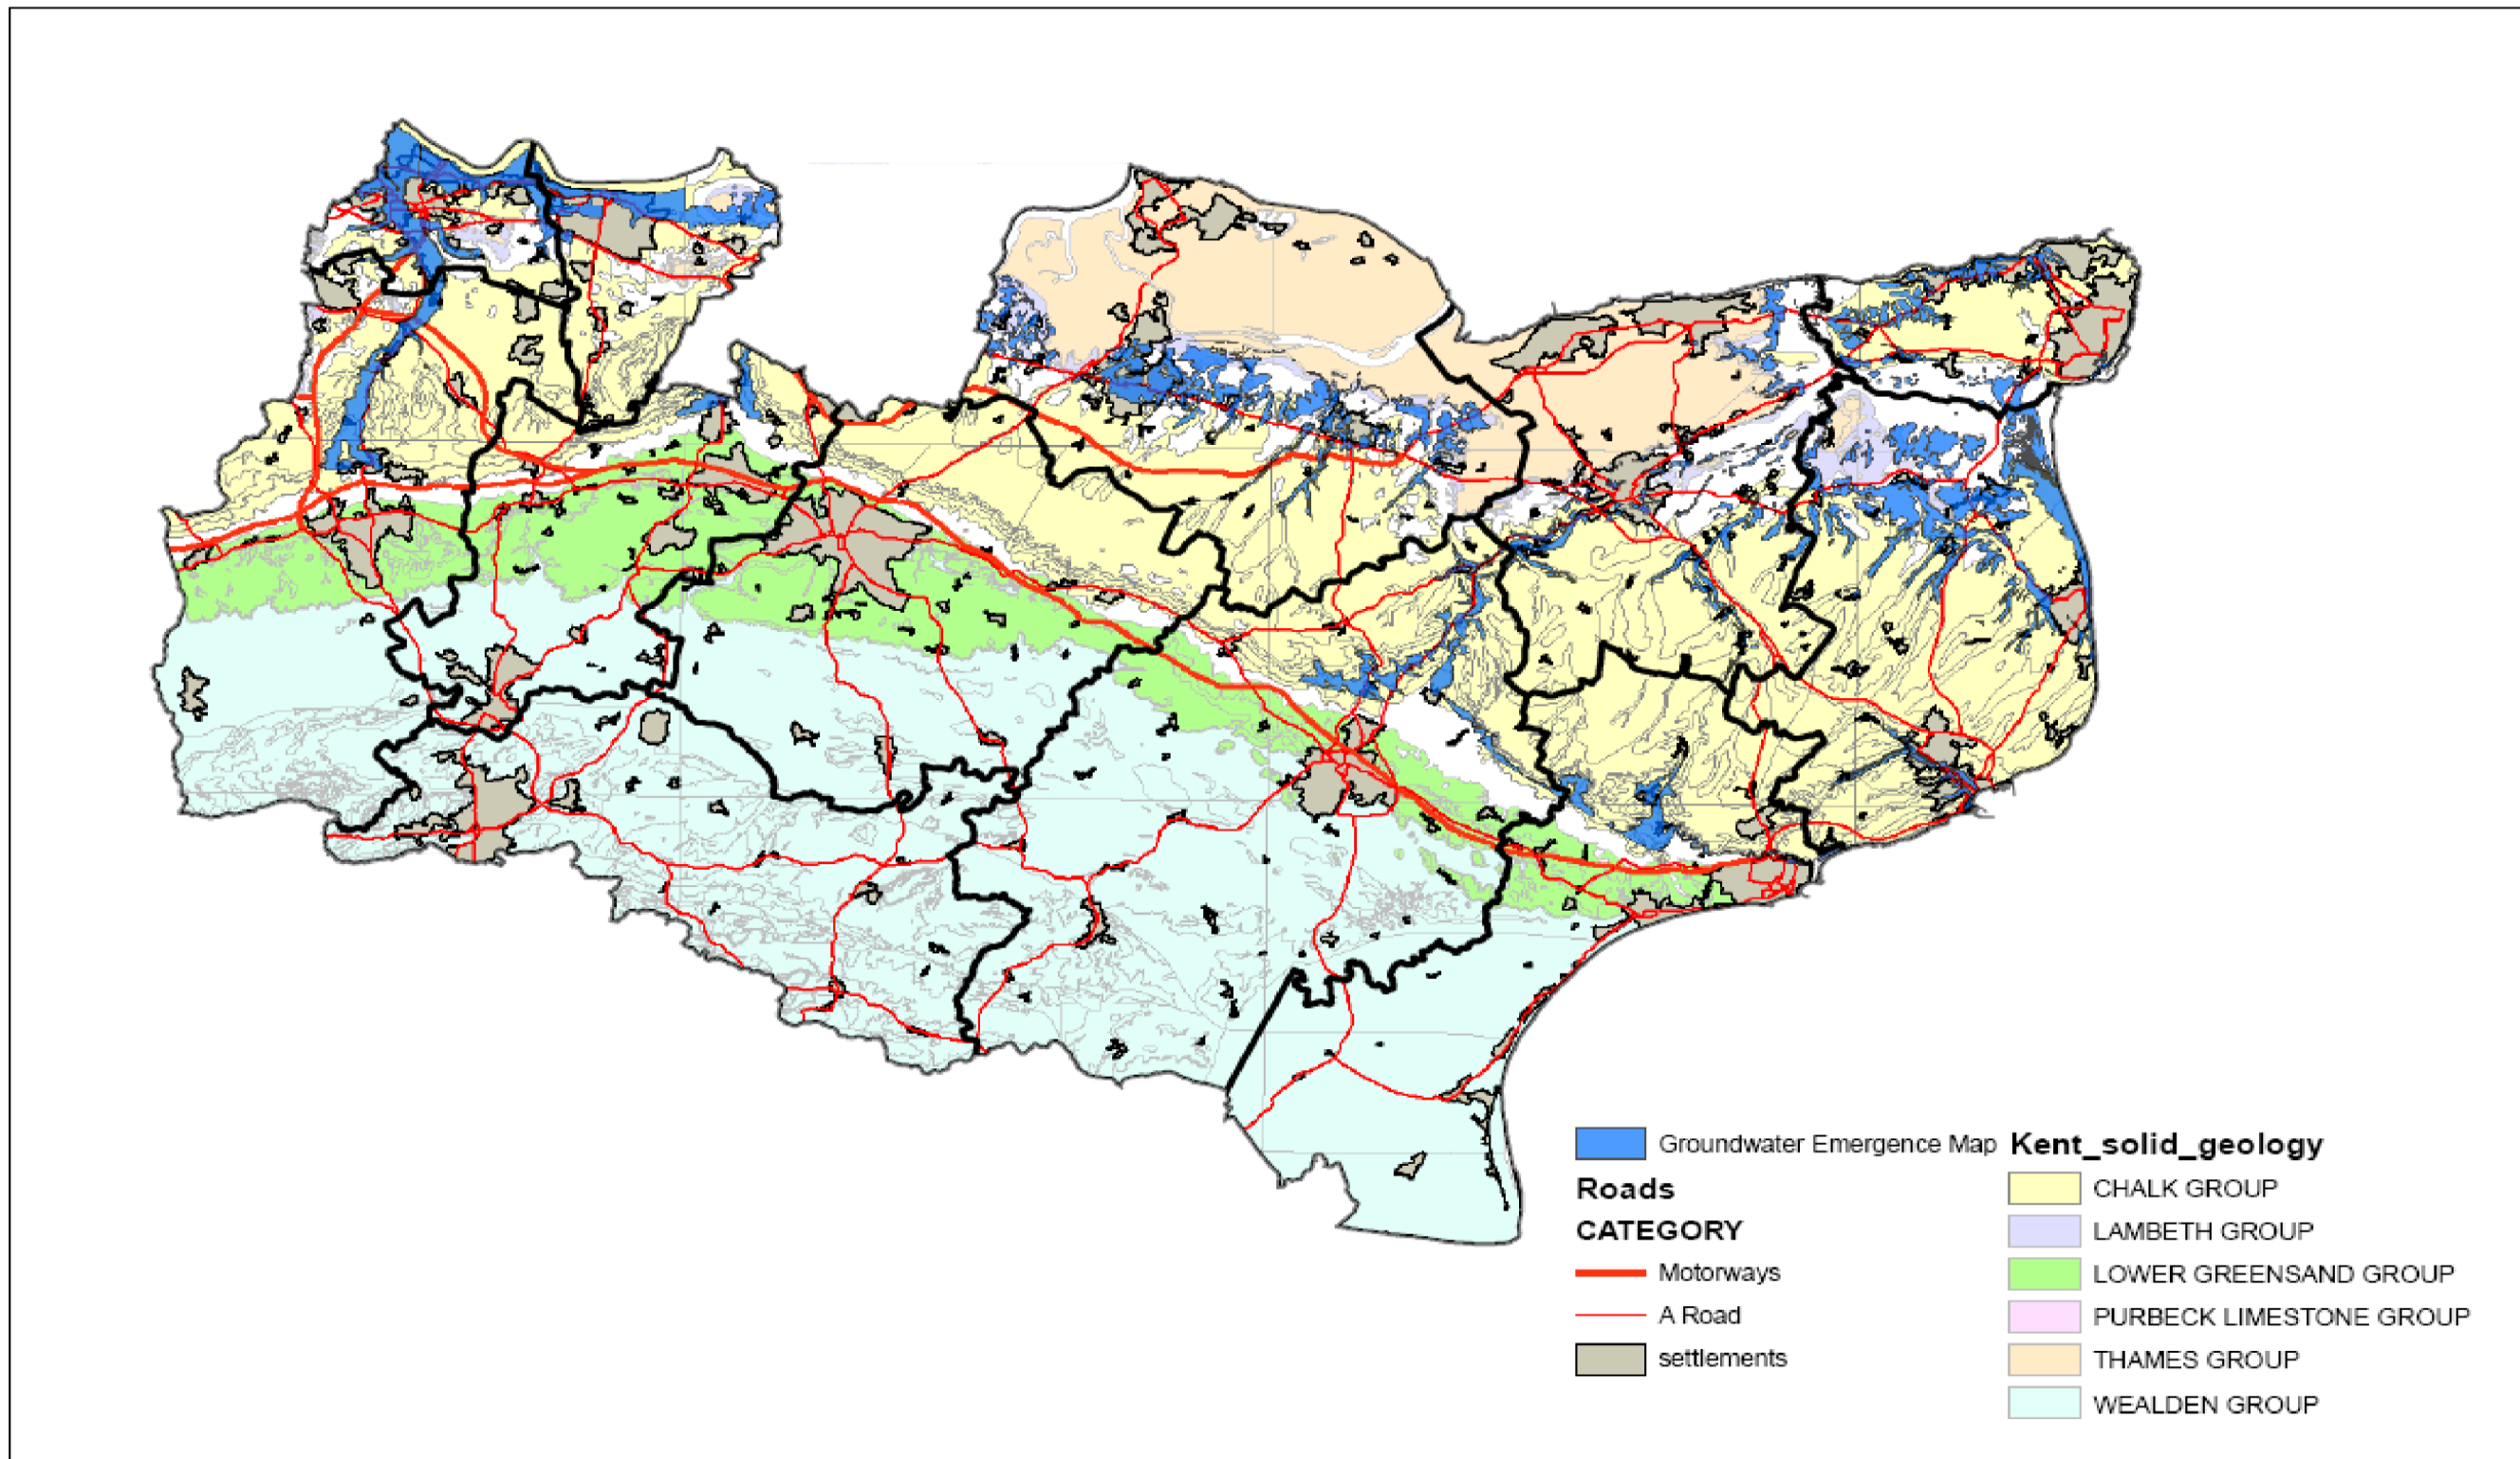 Groundwater Emergence Map
Roads
CATEGORY
Motorways
A Road
settlements
Kent_solid_geology
CHALK GROUP
LAMBETH GROUP
LOWER GREENSAND GROUP
PURBECK LIMESTONE GROUP
THAMES GROUP
WEALDEN GROUP